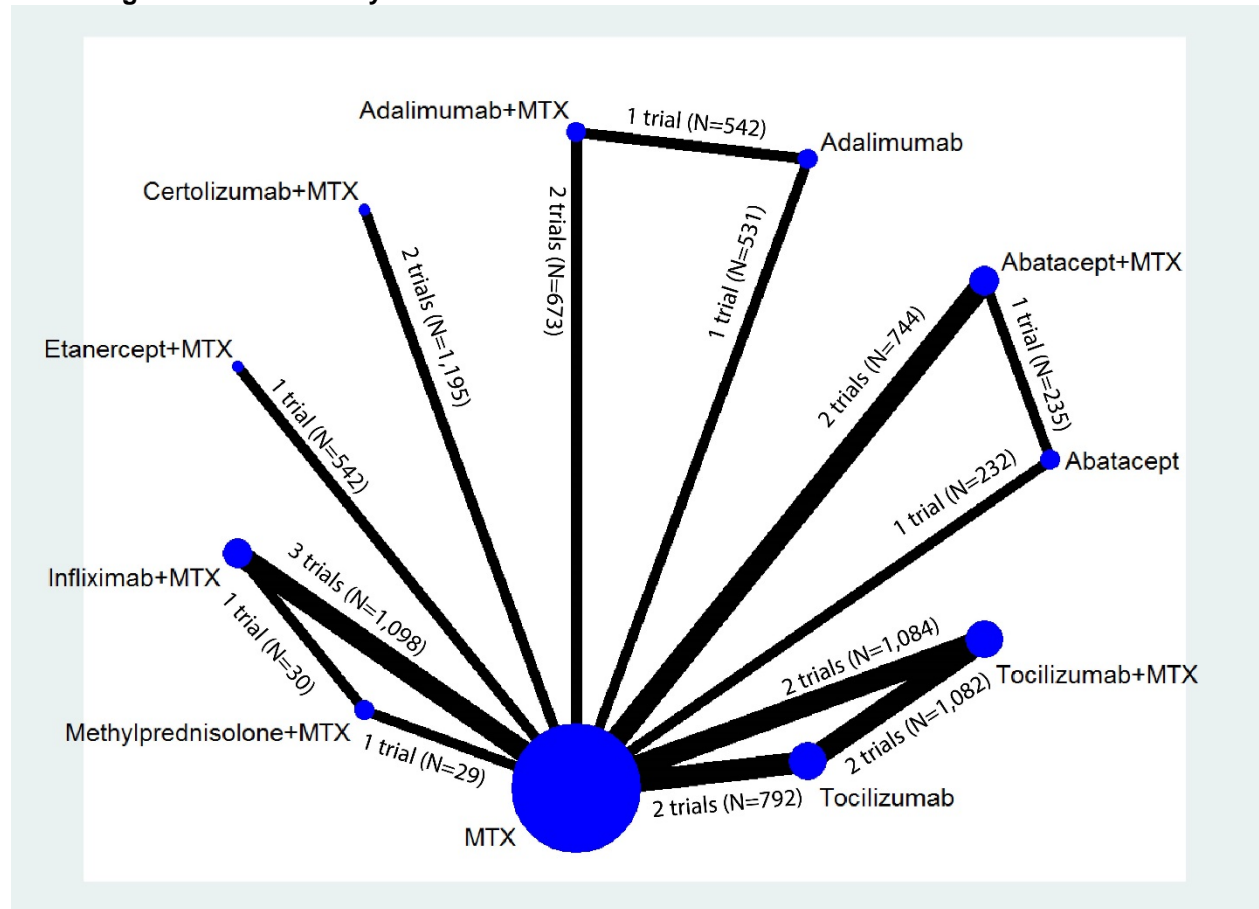 Adalimumab+MTX
1 trial (N=542)
Adalimumab
Certolizumab+MTX
2 trials (N=673)
1 trial (N=531)
2 trials (N=1,195)
Abatacept+MTX
2 trials (N=744)
1 trial (N=235)
Etanercept+MTX
1 trial (N=542)
Abatacept
1 trial (N=232)
Infliximab+MTX
3 trials (N=1,098)
1 trial (N=30)
2 trials (N=1,084)
Tocilizumab+MTX
2 trials (N=1,082)
Methylprednisolone+MTX
1 trial (N=29)
2 trials (N=792)
Tocilizumab
MTX